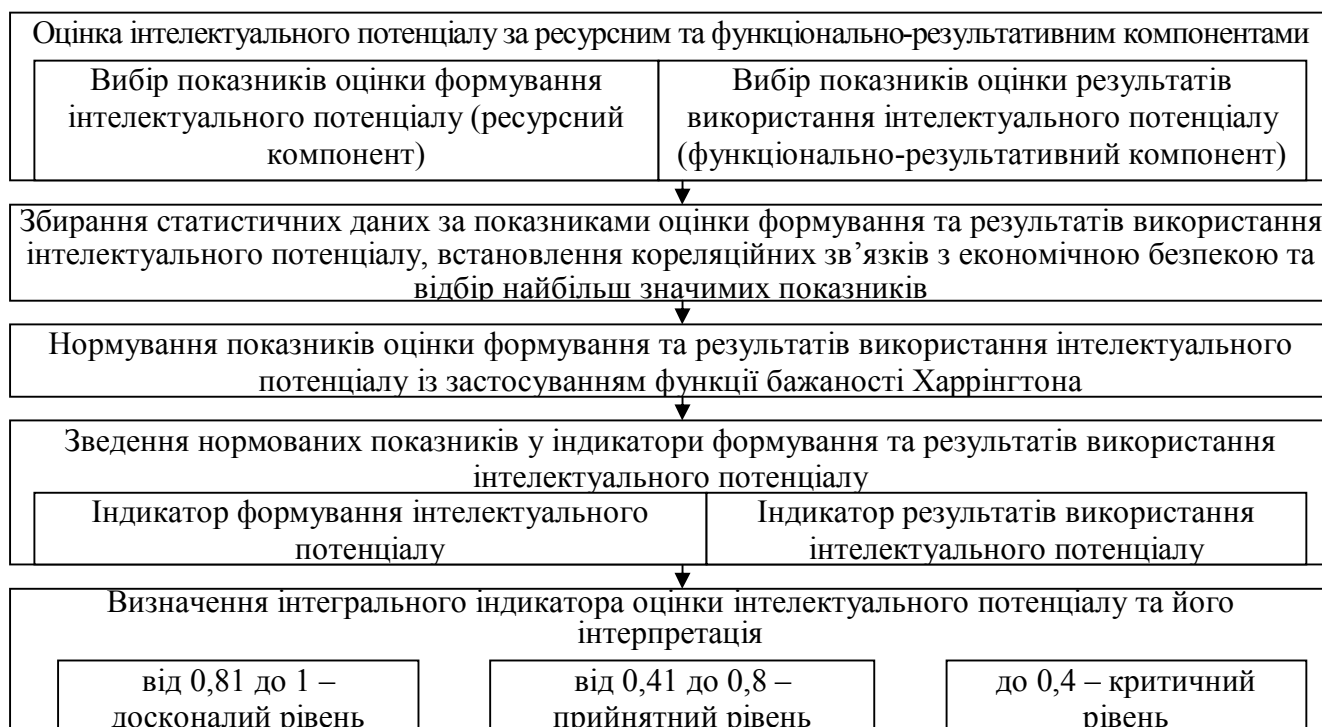 Оцінка інтелектуального потенціалу за ресурсним та функціонально-результативним компонентами
Вибір показників оцінки формування
інтелектуального потенціалу (ресурсний
компонент)
Вибір показників оцінки результатів
використання інтелектуального потенціалу
(функціонально-результативний компонент)
Збирання статистичних даних за показниками оцінки формування та результатів використання
інтелектуального потенціалу, встановлення кореляційних зв’язків з економічною безпекою та
відбір найбільш значимих показників
Нормування показників оцінки формування та результатів використання інтелектуального
потенціалу із застосуванням функції бажаності Харрінгтона
Зведення нормованих показників у індикатори формування та результатів використання
інтелектуального потенціалу
Індикатор формування інтелектуального
потенціалу
Індикатор результатів використання
інтелектуального потенціалу
Визначення інтегрального індикатора оцінки інтелектуального потенціалу та його
інтерпретація
від 0,81 до 1 –
досконалий рівень
від 0,41 до 0,8 –
прийнятний рівень
до 0,4 – критичний
рівень